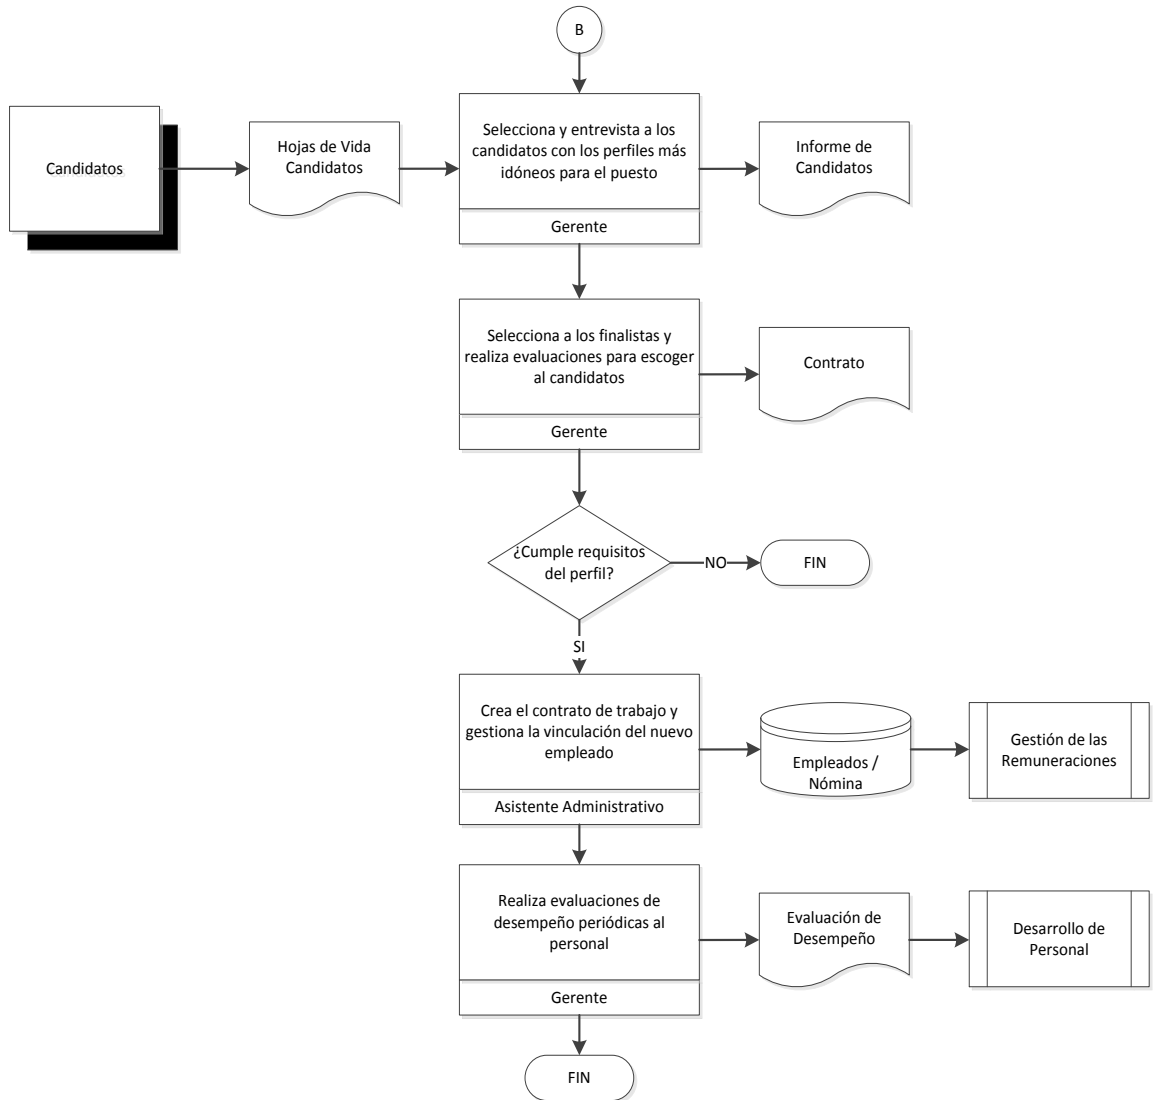 B
Candidatos
Hojas de Vida
Candidatos
Selecciona y entrevista a los
candidatos con los perfiles más
idóneos para el puesto
Gerente
Informe de
Candidatos
Selecciona a los finalistas y
realiza evaluaciones para escoger
al candidatos
Gerente
Contrato
¿Cumple requisitos
del perfil?
NO
FIN
SI
Crea el contrato de trabajo y
gestiona la vinculación del nuevo
empleado
Asistente Administrativo
Empleados /
Nómina
Gestión de las
Remuneraciones
Realiza evaluaciones de
desempeño periódicas al
personal
Gerente
Evaluación de
Desempeño
Desarrollo de
Personal
FIN